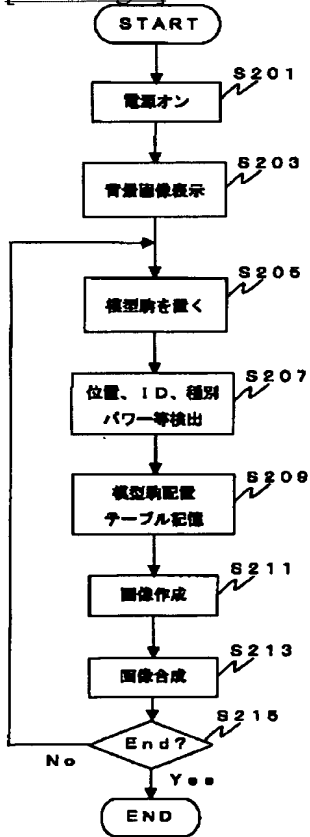 START
S201
電源オン
S203
背景画像表示
S205
模型駒を置く
S207
位置、ID、種別
パワー等検出
S209
模型駒配置
テーブル記憶
S211
画像作成
S213
画像合成
S215
End?
No
Yes
END